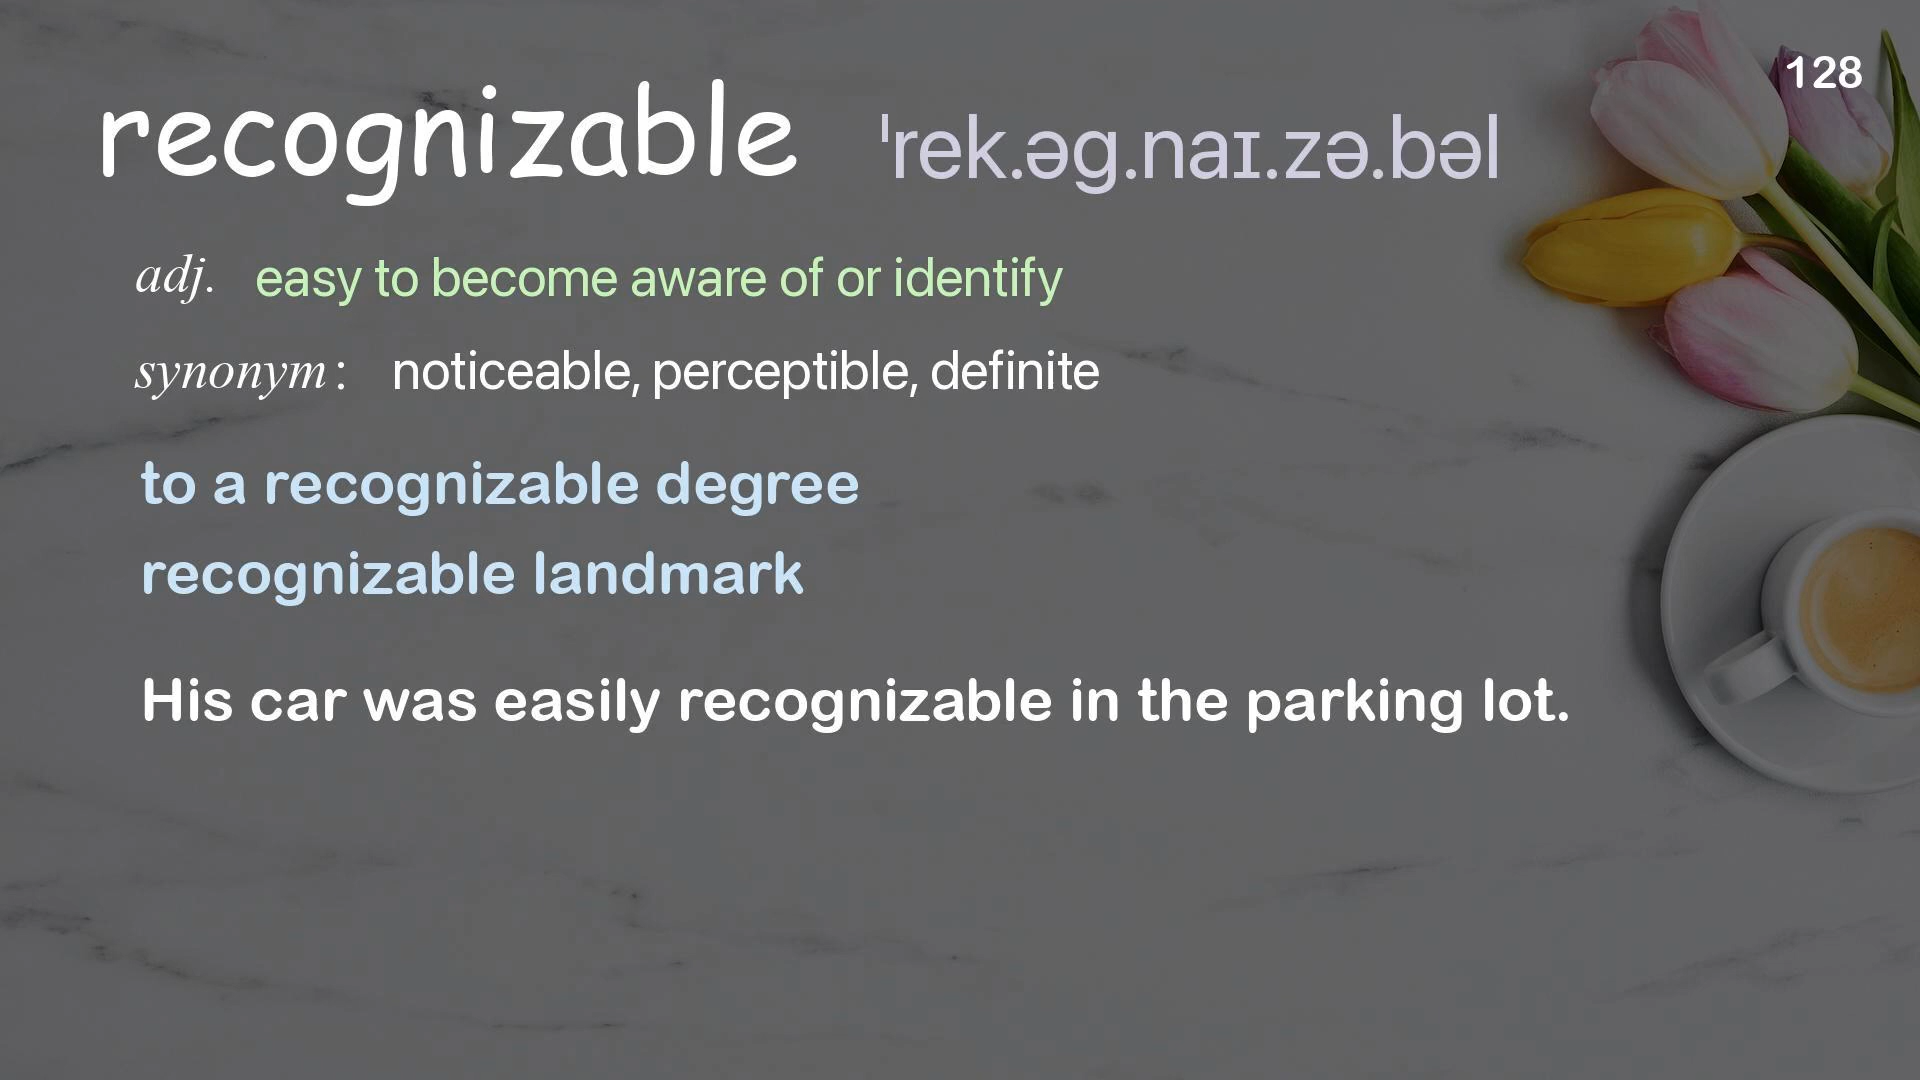 128
recognizable ˈrek.əg.naɪ.zə.bəl
adj. easy to become aware of or identify
synonym: noticeable, perceptible, definite
to a recognizable degree
recognizable landmark
His car was easily recognizable in the parking lot.